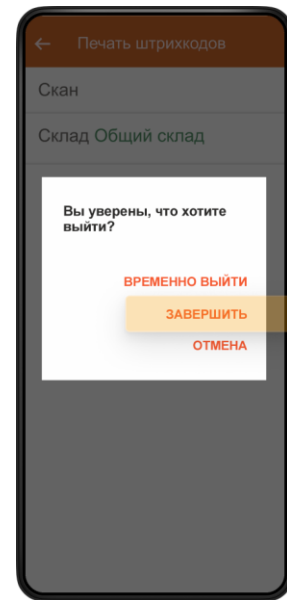 Печать штрихкодов
Скан
Склад Общий склад
Вы уверены, что хотите
выйти?
ВРЕМЕННО ВЫЙТИ
ЗАВЕРШИТЬ
ОТМЕНА